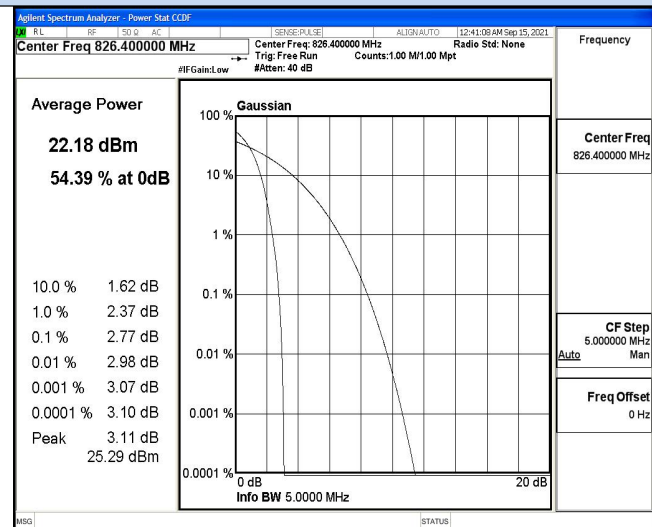 Agilent Spectrum Analyzer - Power Stat CCDF
RL RF 50 Ω AC SENSE:PULSE ALIGN AUTO 12:41:08 AM Sep 15, 2021
Center Freq 826.400000 MHz
Center Freq: 826.400000 MHz Radio Std: None
Trig: Free Run Counts:1.00 M/1.00 Mpt
#IFGain:Low #Atten: 40 dB
Frequency
Average Power
22.18 dBm
54.39 % at 0dB
10.0 % 1.62 dB
1.0 % 2.37 dB
0.1 % 2.77 dB
0.01 % 2.98 dB
0.001 % 3.07 dB
0.0001 % 3.10 dB
Peak 3.11 dB
25.29 dBm
Gaussian
100 %
10 %
1 %
0.1 %
0.01 %
0.001 %
0.0001 %
0 dB 20 dB
Info BW 5.0000 MHz
Center Freq
826.400000 MHz
CF Step
5.000000 MHz
Auto Man
Freq Offset
0 Hz
MSG STATUS